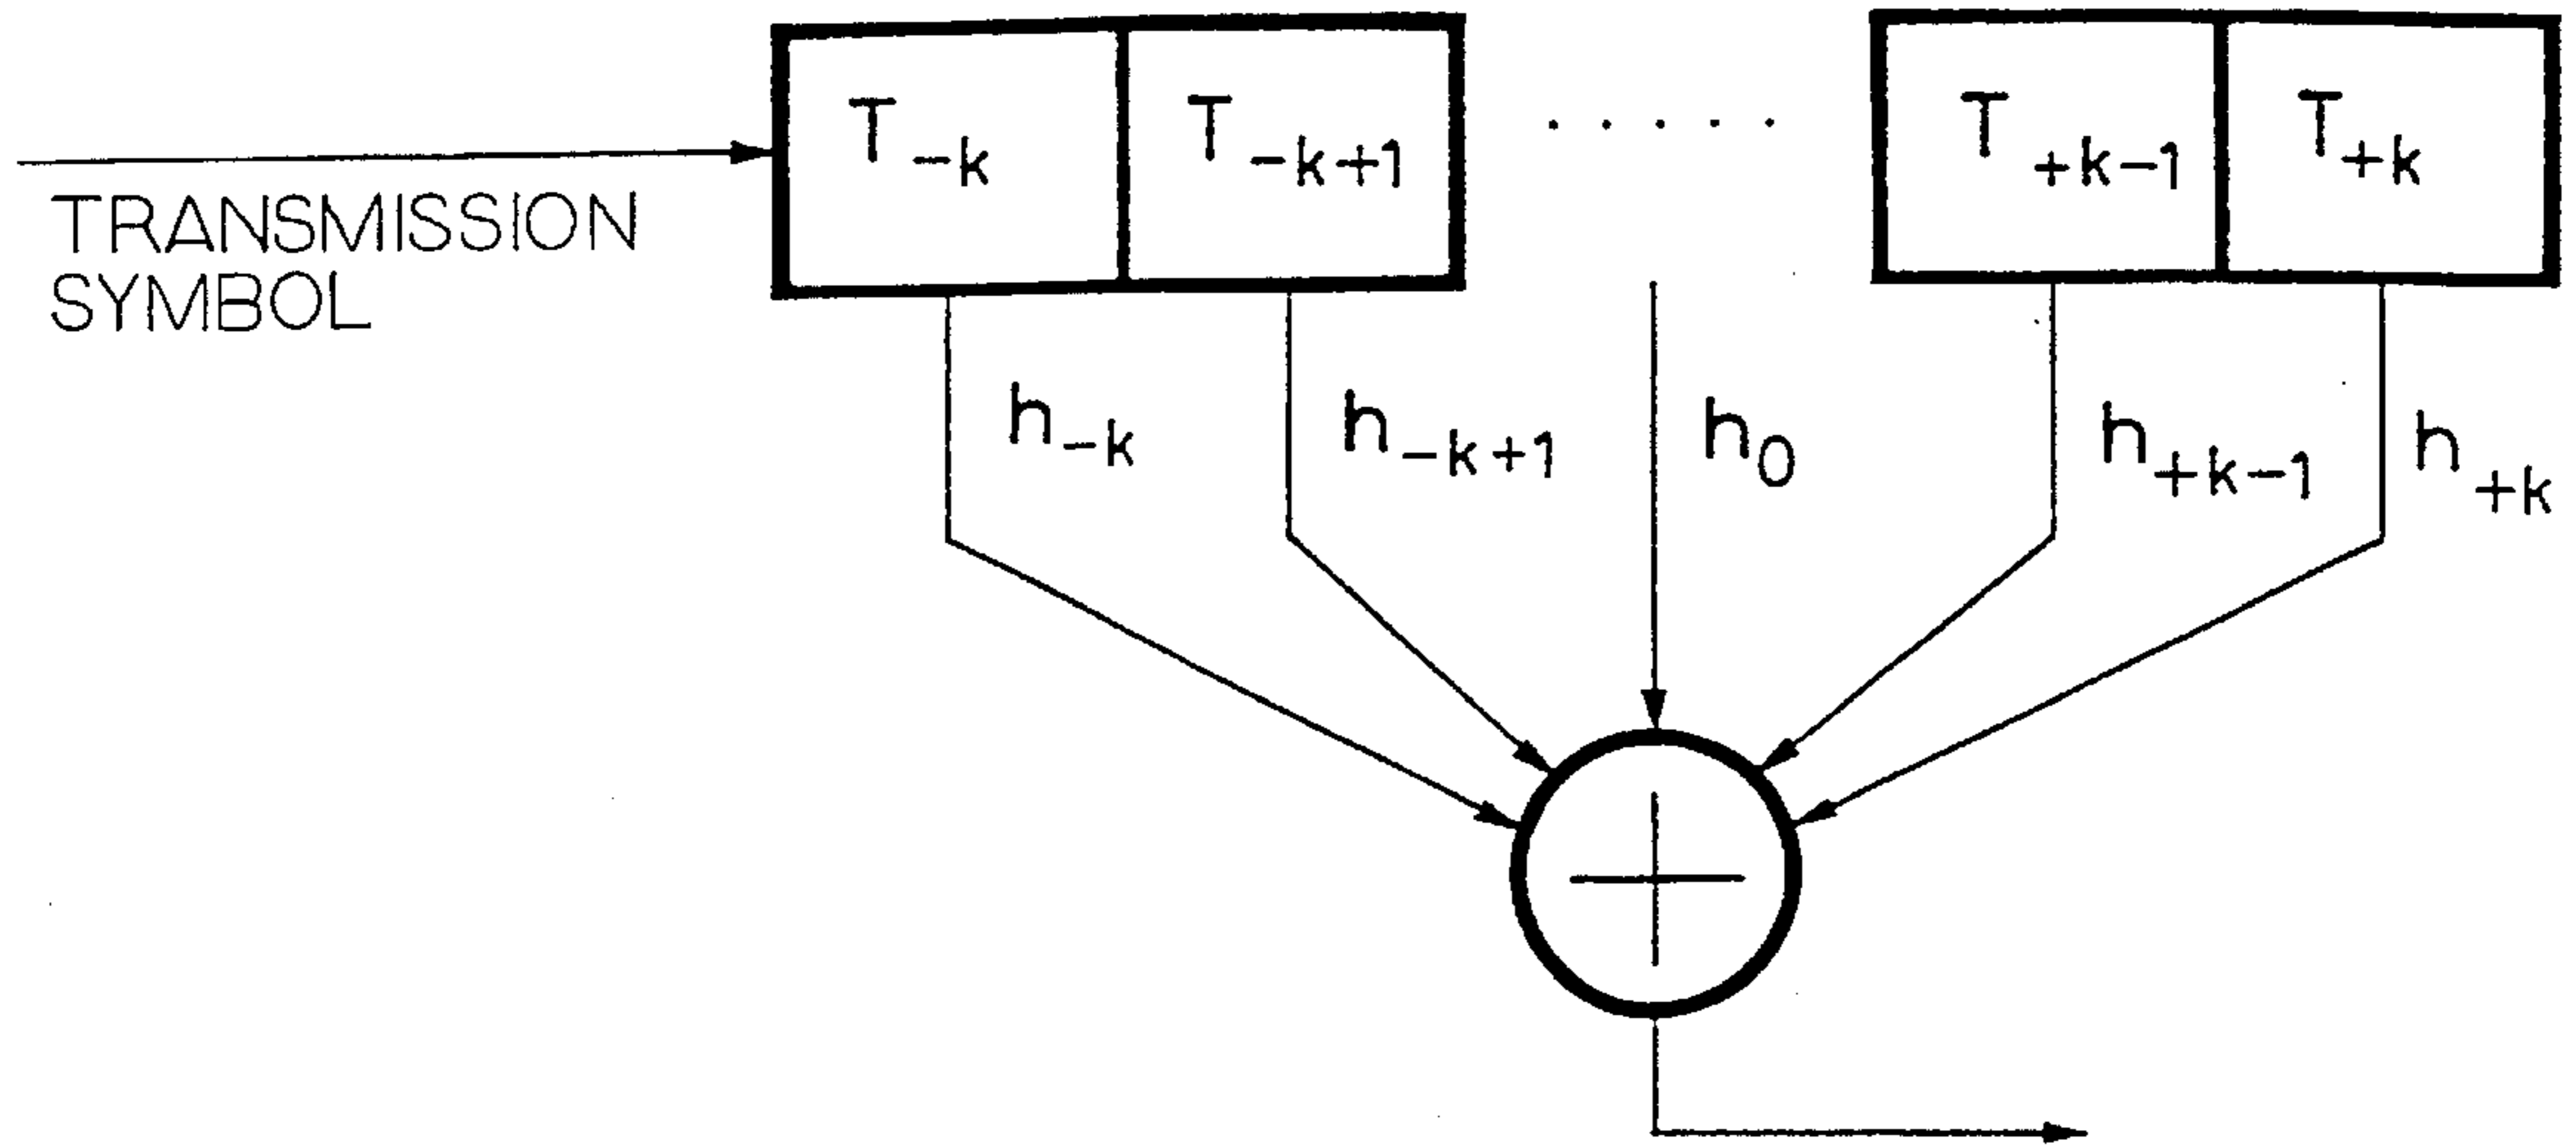 T₋ₖ T₋ₖ₊₁ ..... T₊ₖ₋₁ T₊ₖ
TRANSMISSION
SYMBOL
h₋ₖ h₋ₖ₊₁ h₀ h₊ₖ₋₁ h₊ₖ
+